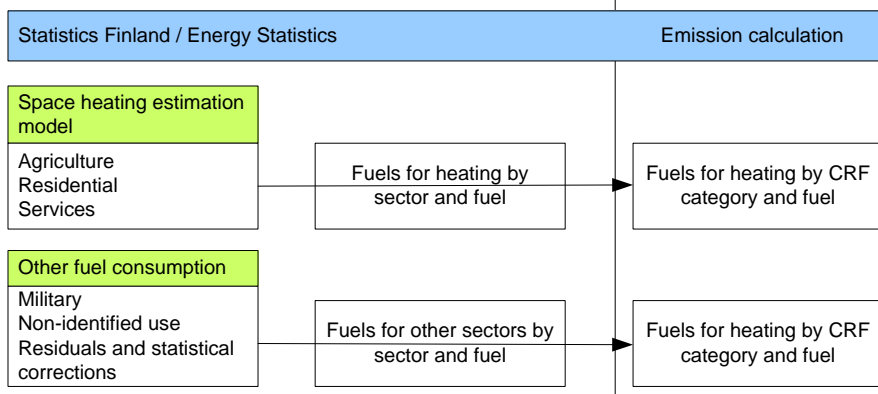 Statistics Finland / Energy Statistics
Emission calculation
Space heating estimation
model
Agriculture
Residential
Services
Fuels for heating by
sector and fuel
Fuels for heating by CRF
category and fuel
Other fuel consumption
Military
Non-identified use
Residuals and statistical
corrections
Fuels for other sectors by
sector and fuel
Fuels for heating by CRF
category and fuel